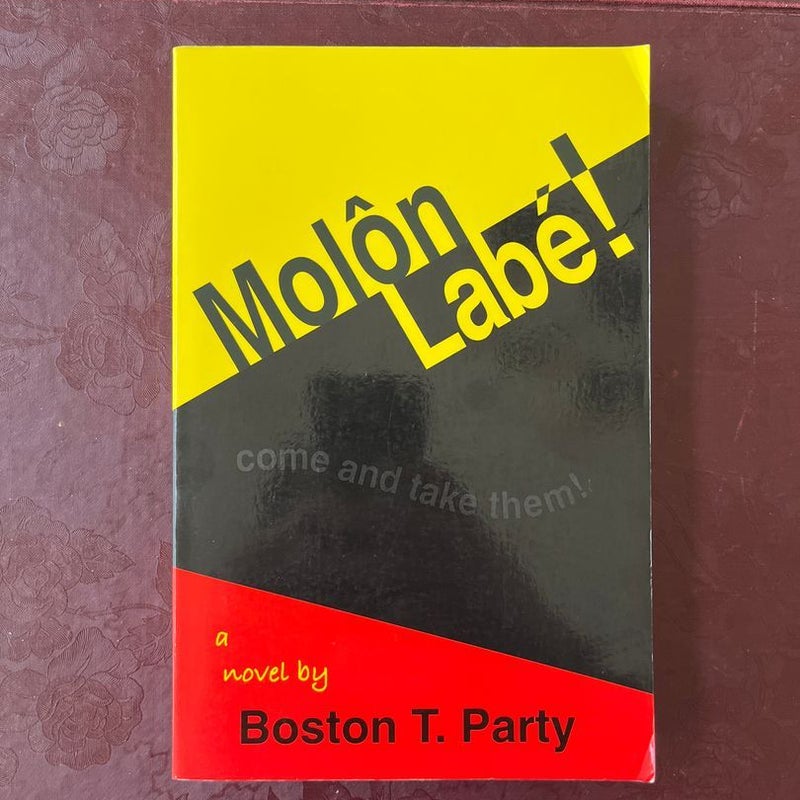 Molôn
Labé!
come and take them!
a
novel by
Boston T. Party